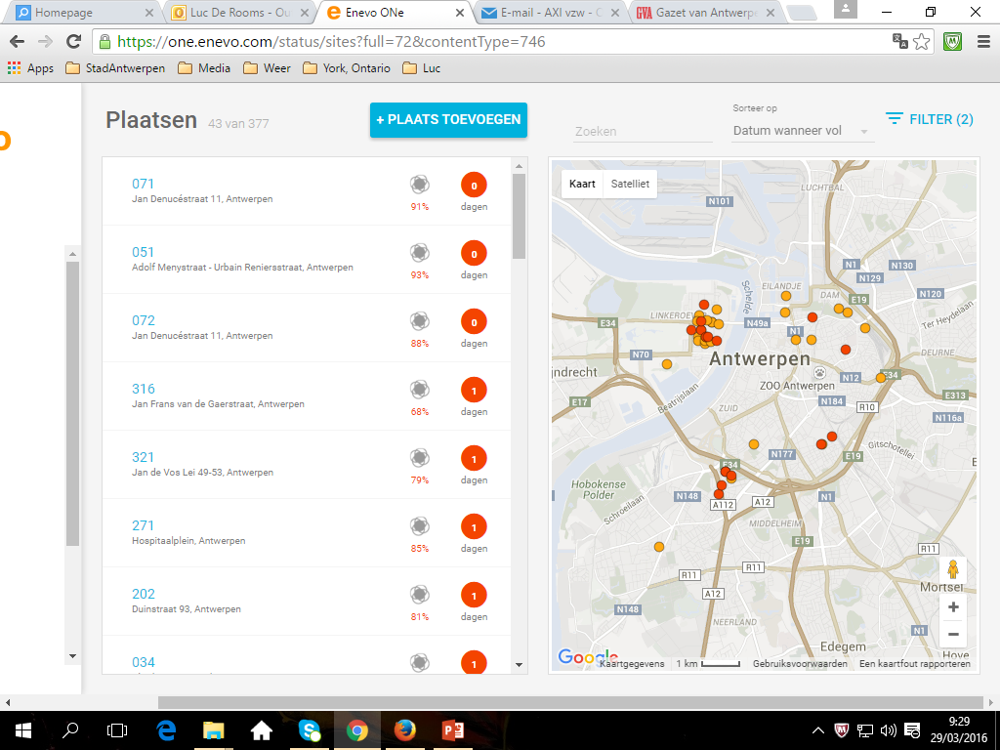 Homepage
Luc De Rooms - Ou
Enevo ONe
E-mail - AXI vzw - O
GVA Gazet van Antwerpe
https://one.enevo.com/status/sites?full=72&contentType=746
Apps StadAntwerpen Media Weer York, Ontario Luc
Plaatsen 43 van 377
+ PLAATS TOEVOEGEN
Zoeken
Sorteer op
Datum wanneer vol
FILTER (2)
071
Jan Denucéstraat 11, Antwerpen
91%
0
dagen
051
Adolf Menystraat - Urbain Reniersstraat, Antwerpen
93%
0
dagen
072
Jan Denucéstraat 11, Antwerpen
88%
0
dagen
316
Jan Frans van de Gaerstraat, Antwerpen
68%
1
dagen
321
Jan de Vos Lei 49-53, Antwerpen
79%
1
dagen
271
Hospitaalplein, Antwerpen
85%
1
dagen
202
Duinstraat 93, Antwerpen
81%
1
dagen
034
1
Kaart Satelliet
LUCHTBAL
N101
N1
N130
N129
EILANDJE
DAM
E19
N120
Schelde
Ter Heydelaan
LINKEROEVER
E34
N49a
N1
DEURNE
N70
Antwerpen
jndrecht
ZOO Antwerpen
N12
E34
E313
E17
Beatrijslaan
ZUID
N184
R10
N116a
Gitschotellei
N177
E19
E34
Hobokense
Polder
N148
A112
A12
N1
Schroeilaan
MIDDELHEIM
E19
R11
R11
R11
A12
Mortsel
N148
NEERLAND
N1
Edegem
Hove
Google
Kaartgegevens 1 km Gebruiksvoorwaarden Een kaartfout rapporteren
9:29
29/03/2016